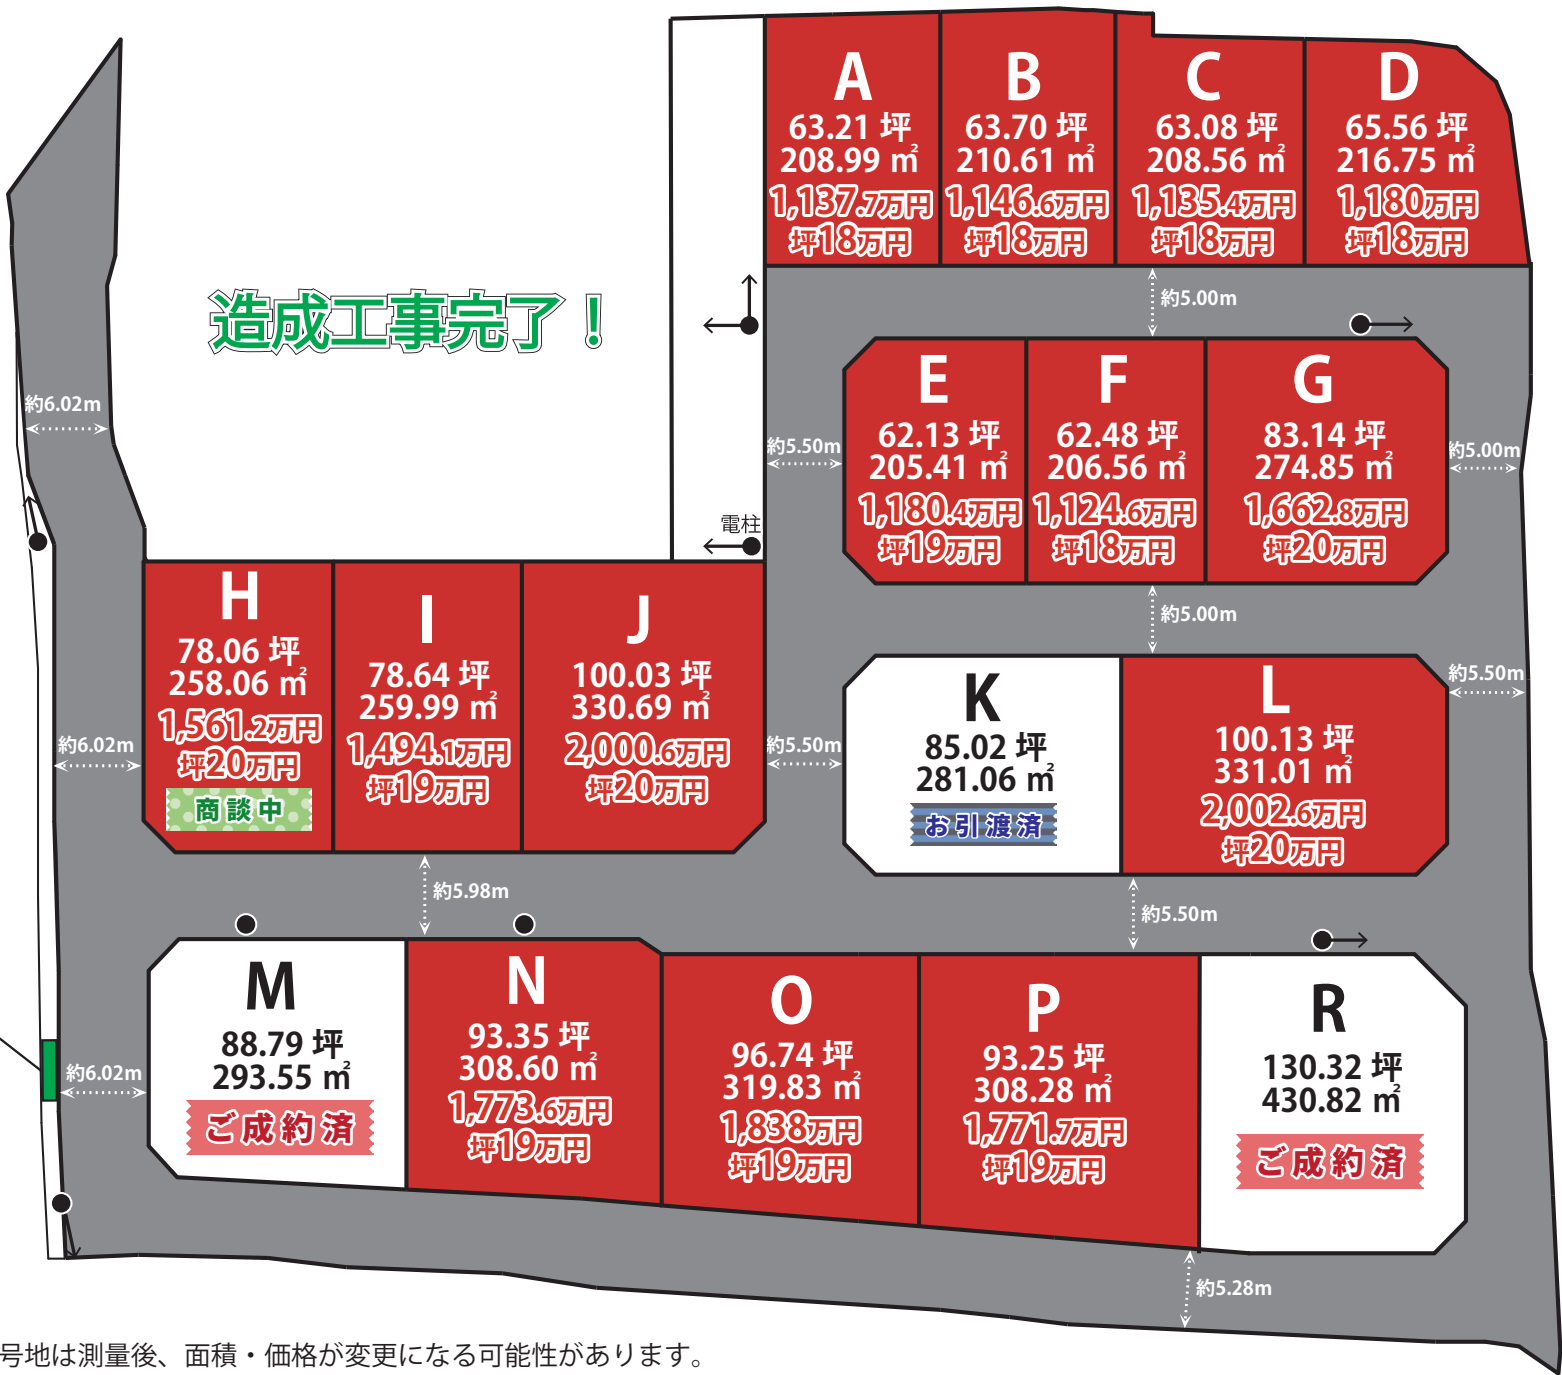 A
63.21 坪
208.99 ㎡
1,137.7万円
坪18万円
B
63.70 坪
210.61 ㎡
1,146.6万円
坪18万円
C
63.08 坪
208.56 ㎡
1,135.4万円
坪18万円
D
65.56 坪
216.75 ㎡
1,180万円
坪18万円
造成工事完了！
約5.00m
約6.02m
約5.50m
E
62.13 坪
205.41 ㎡
1,180.4万円
坪19万円
F
62.48 坪
206.56 ㎡
1,124.6万円
坪18万円
G
83.14 坪
274.85 ㎡
1,662.8万円
坪20万円
約5.00m
電柱
約5.00m
H
78.06 坪
258.06 ㎡
1,561.2万円
坪20万円
商談中
I
78.64 坪
259.99 ㎡
1,494.1万円
坪19万円
J
100.03 坪
330.69 ㎡
2,000.6万円
坪20万円
約6.02m
約5.50m
K
85.02 坪
281.06 ㎡
お引渡済
L
100.13 坪
331.01 ㎡
2,002.6万円
坪20万円
約5.50m
約5.98m
約5.50m
約6.02m
M
88.79 坪
293.55 ㎡
ご成約済
N
93.35 坪
308.60 ㎡
1,773.6万円
坪19万円
O
96.74 坪
319.83 ㎡
1,838万円
坪19万円
P
93.25 坪
308.28 ㎡
1,771.7万円
坪19万円
R
130.32 坪
430.82 ㎡
ご成約済
約5.28m
号地は測量後、面積・価格が変更になる可能性があります。